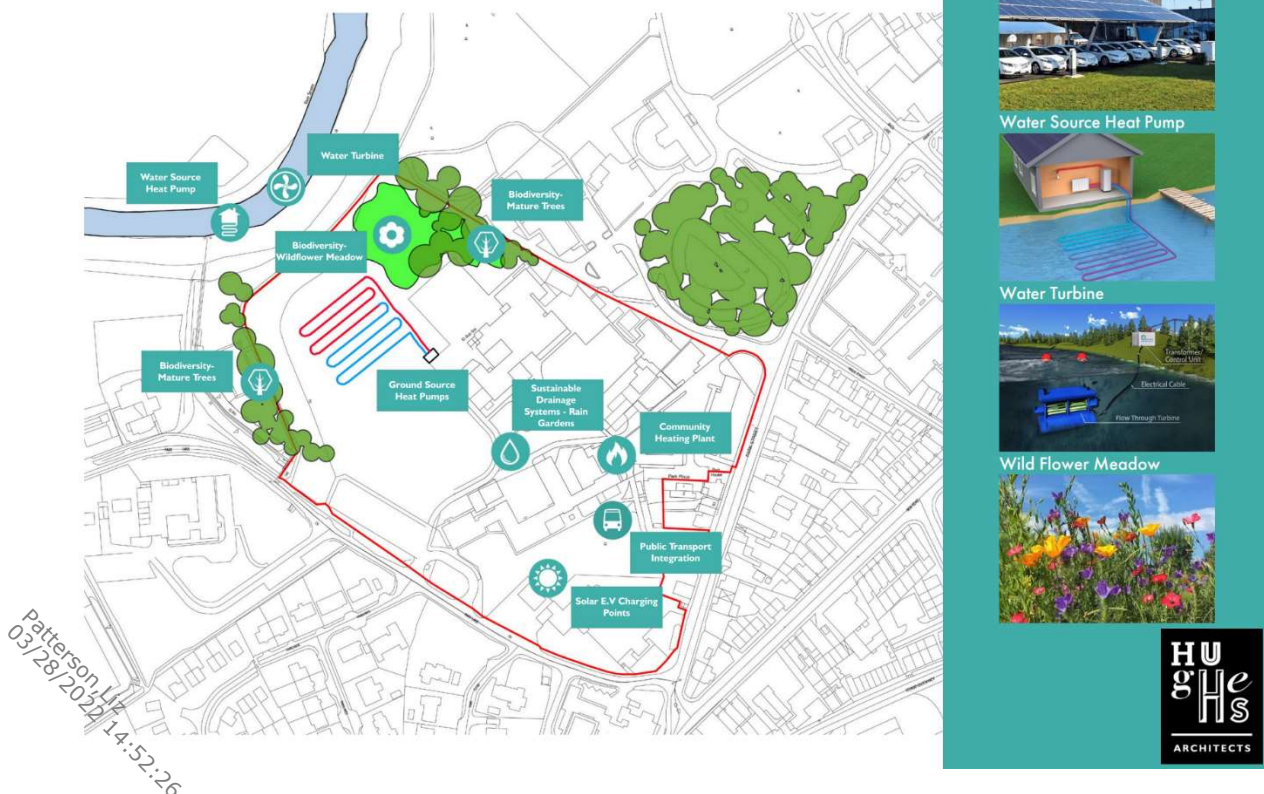 Water Turbine
Water Source
Heat Pump
Biodiversity-
Mature Trees
Biodiversity-
Wildflower Meadow
Biodiversity-
Mature Trees
Ground Source
Heat Pumps
Sustainable
Drainage
Systems - Rain
Gardens
Community
Heating Plant
Public Transport
Integration
Solar E.V Charging
Points
Patterson, Liz
03/28/2022 14:52:26
Water Source Heat Pump
Water Turbine
Transformer/
Control Unit
Electrical Cable
Flow Through Turbine
Wild Flower Meadow
HUgHes
ARCHITECTS